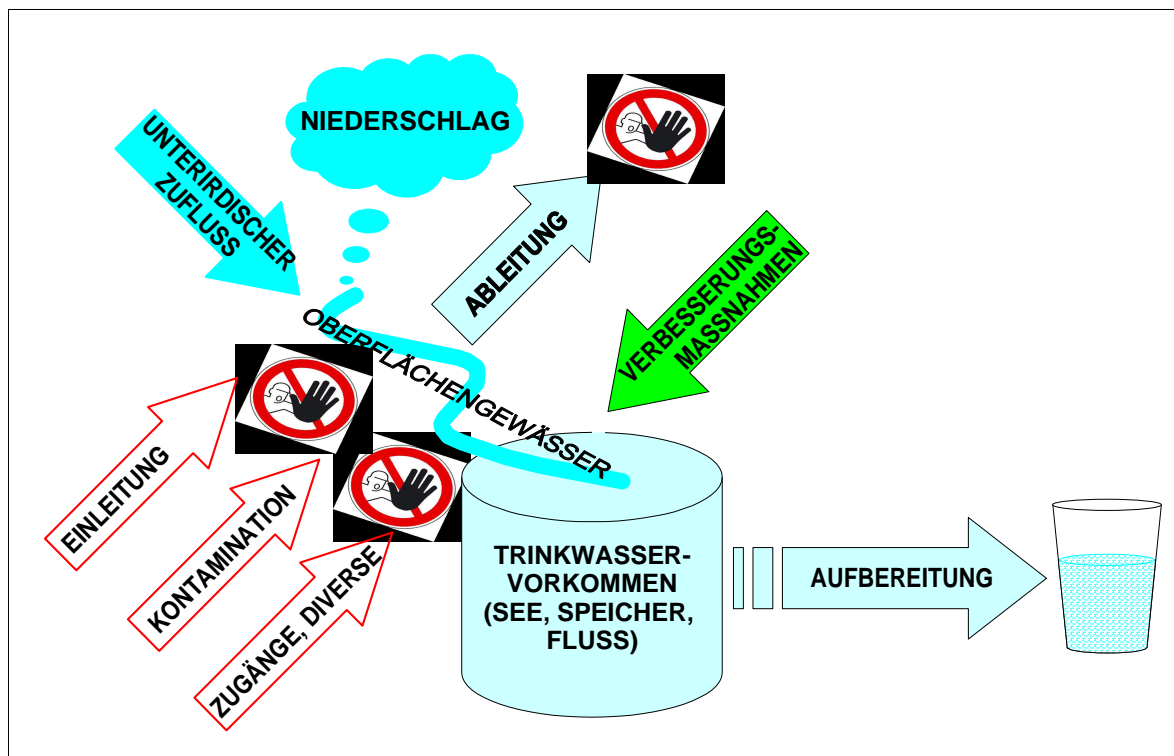 NIEDERSCHLAG
UNTERIRDISCHER
ZUFLUSS
ABLEITUNG
VERBESSERUNGS-
MASSNAHMEN
OBERFLÄCHENGEWÄSSER
EINLEITUNG
KONTAMINATION
ZUGÄNGE, DIVERSE
TRINKWASSER-
VORKOMMEN
(SEE, SPEICHER,
FLUSS)
AUFBEREITUNG